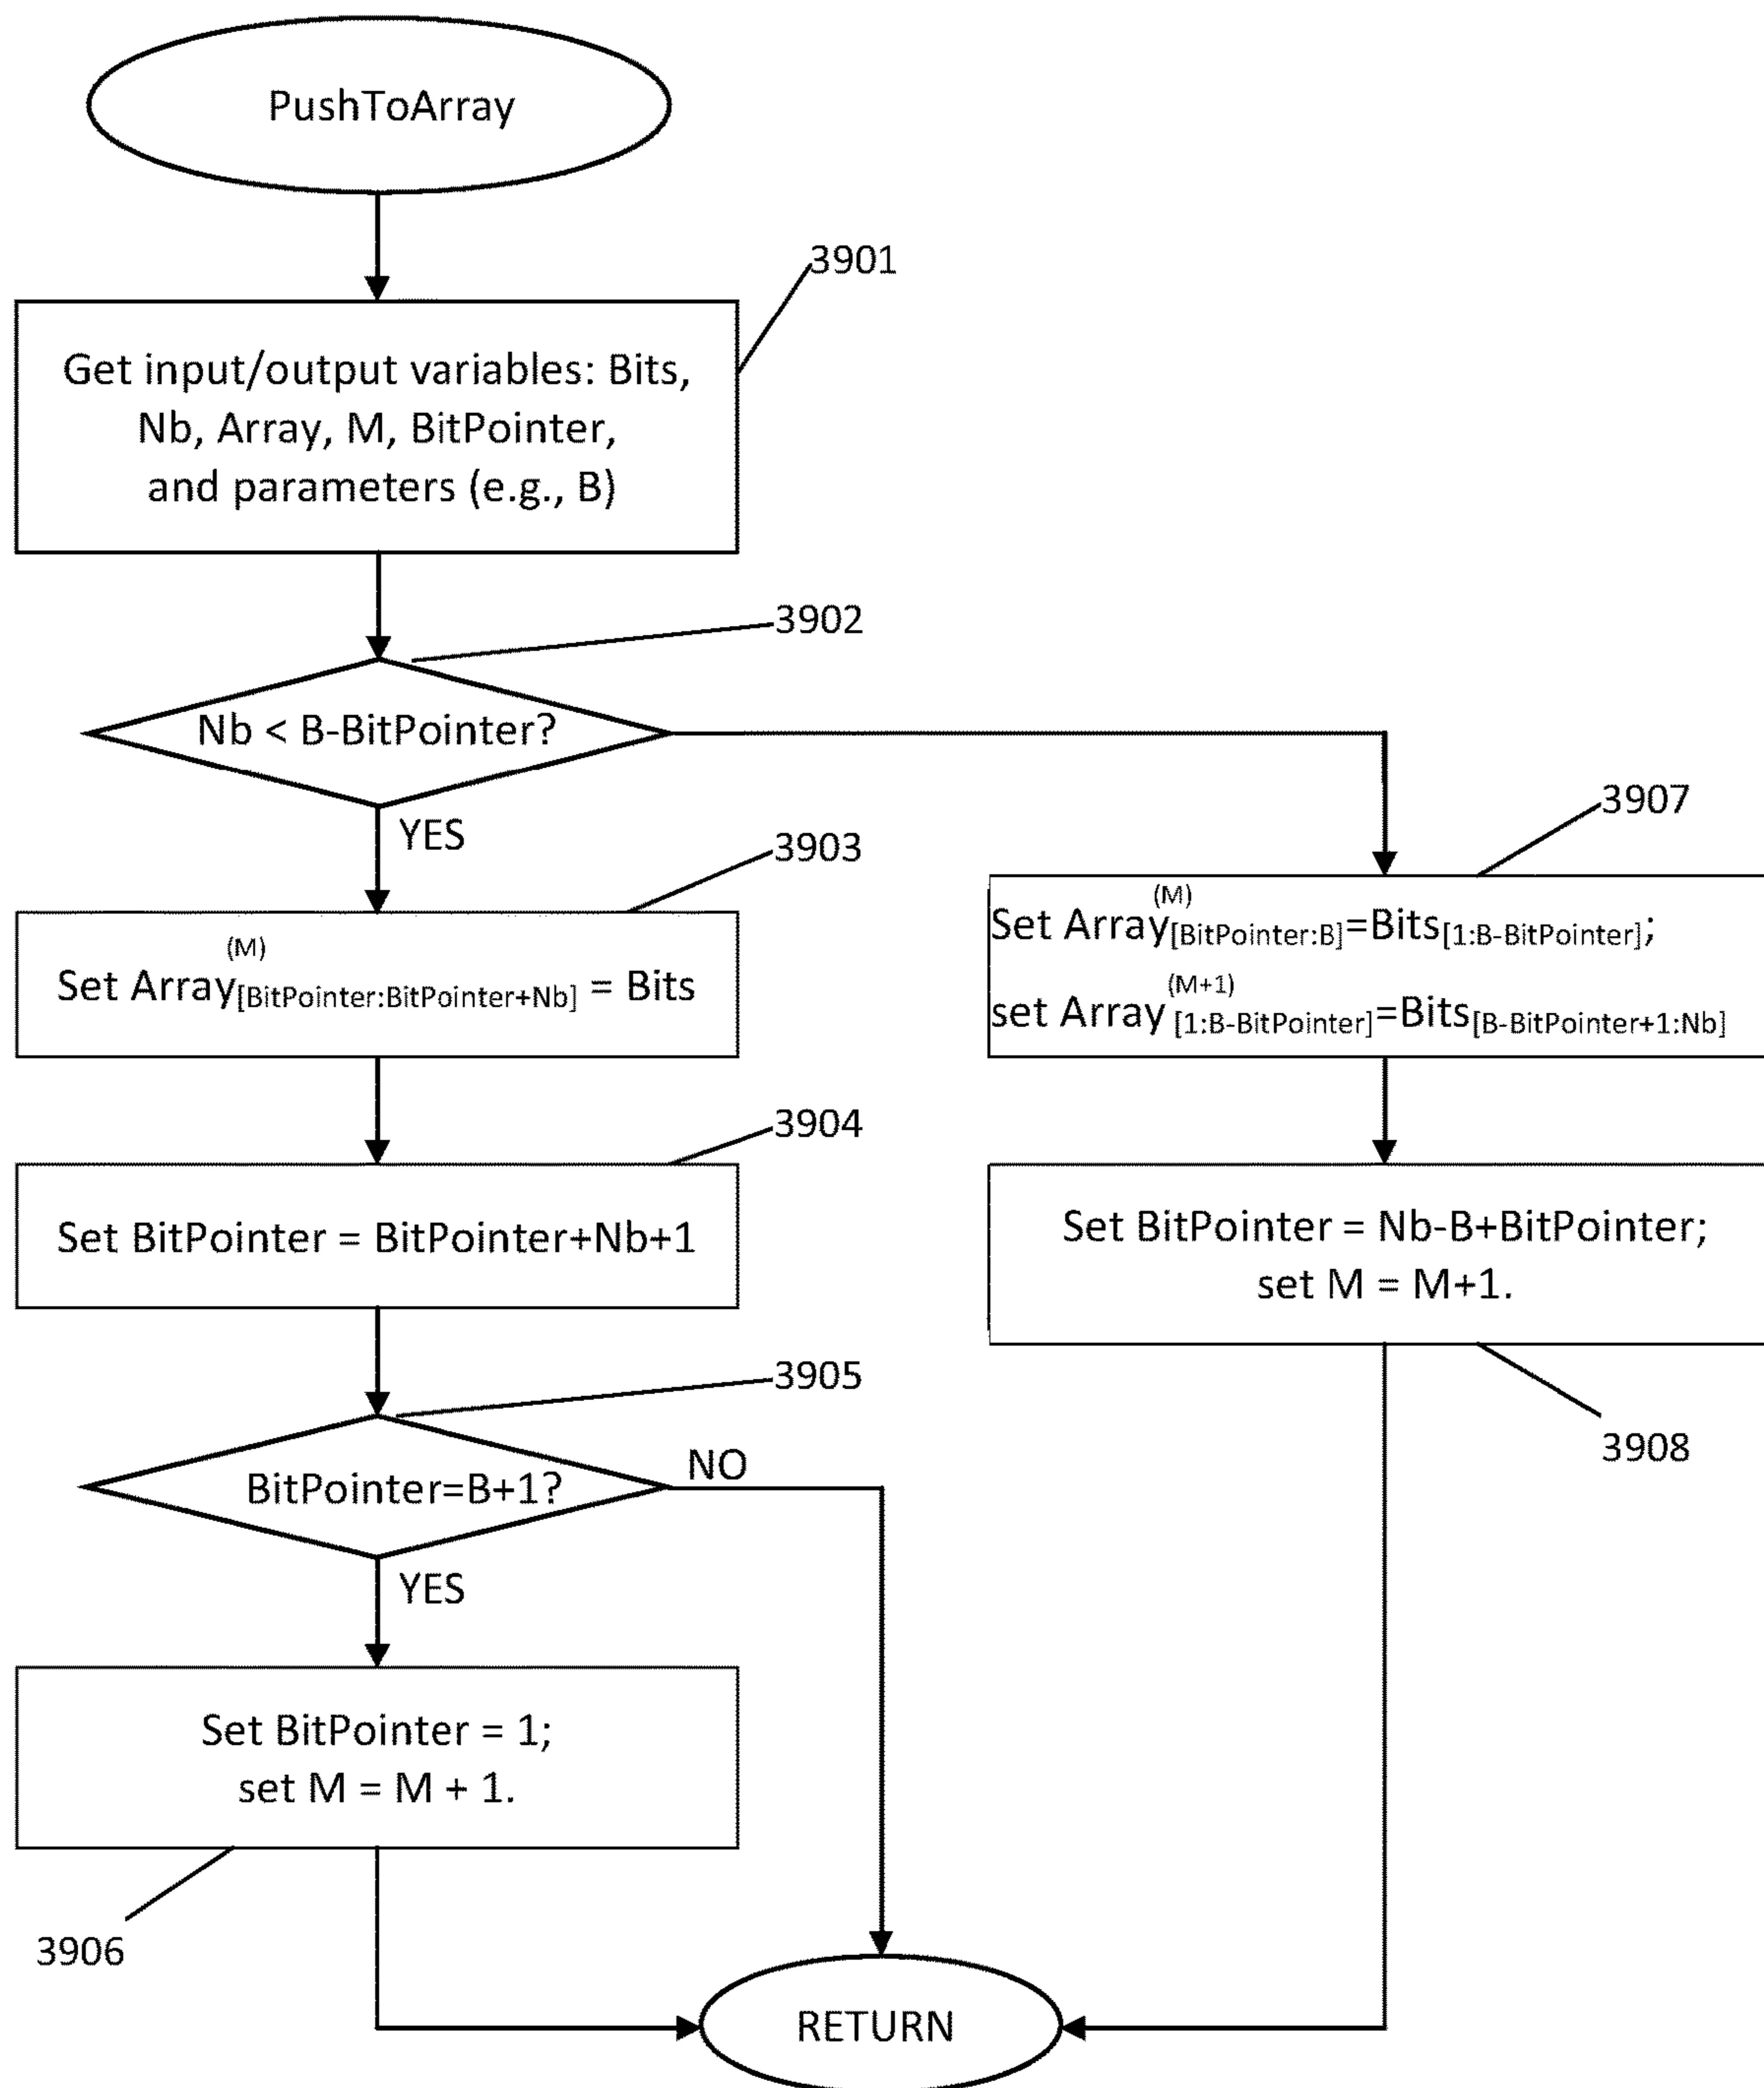 PushToArray
3901
Get input/output variables: Bits,
Nb, Array, M, BitPointer,
and parameters (e.g., B)
3902
Nb < B-BitPointer?
YES
3903
(M)
Set Array[BitPointer:BitPointer+Nb] = Bits
3904
Set BitPointer = BitPointer+Nb+1
3905
BitPointer=B+1?
NO
YES
Set BitPointer = 1;
set M = M + 1.
3906
3907
(M)
Set Array[BitPointer:B]=Bits[1:B-BitPointer];
(M+1)
set Array [1:B-BitPointer]=Bits[B-BitPointer+1:Nb]
Set BitPointer = Nb-B+BitPointer;
set M = M+1.
3908
RETURN